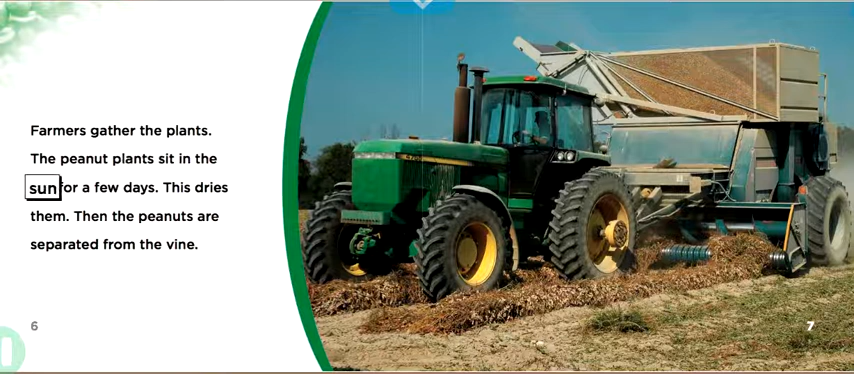 Farmers gather the plants.
The peanut plants sit in the
sun for a few days. This dries
them. Then the peanuts are
separated from the vine.
6
7